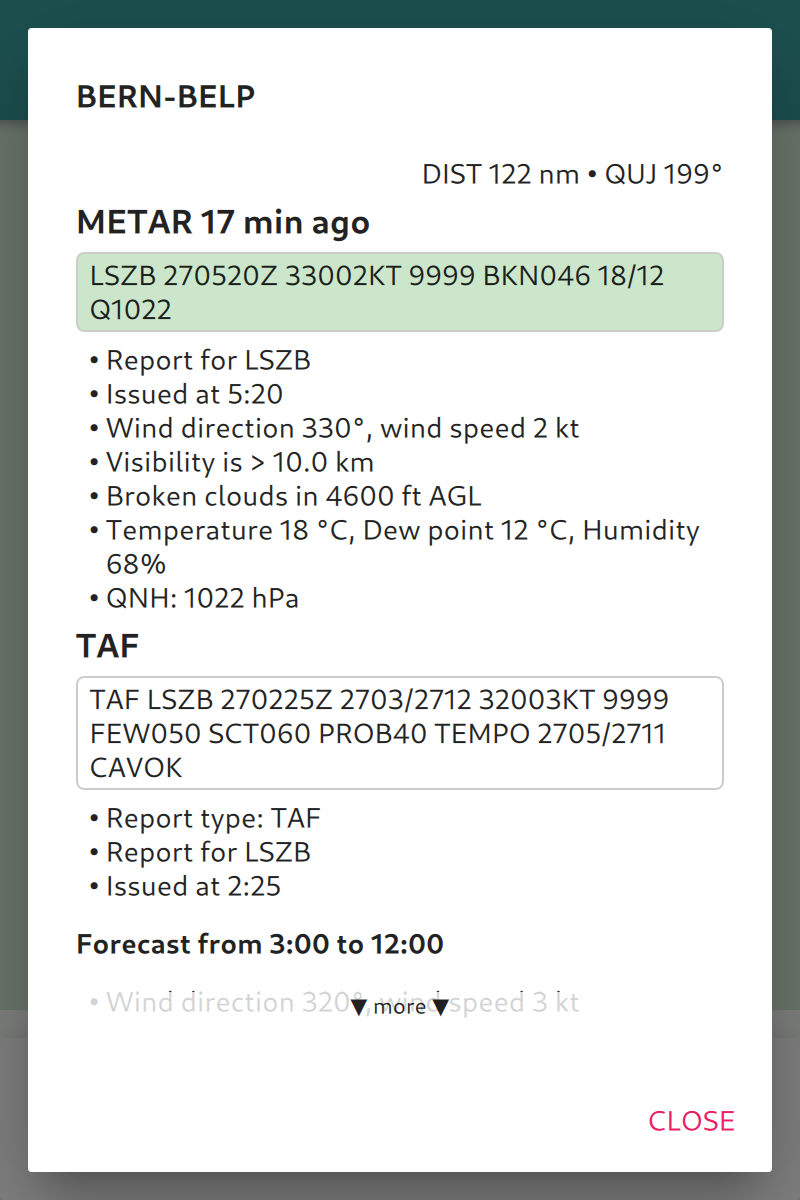 BERN-BELP
DIST 122 nm • QUJ 199°
METAR 17 min ago
LSZB 270520Z 33002KT 9999 BKN046 18/12
Q1022
• Report for LSZB
• Issued at 5:20
• Wind direction 330°, wind speed 2 kt
• Visibility is > 10.0 km
• Broken clouds in 4600 ft AGL
• Temperature 18 °C, Dew point 12 °C, Humidity
68%
• QNH: 1022 hPa
TAF
TAF LSZB 270225Z 2703/2712 32003KT 9999
FEW050 SCT060 PROB40 TEMPO 2705/2711
CAVOK
• Report type: TAF
• Report for LSZB
• Issued at 2:25
Forecast from 3:00 to 12:00
• Wind direction 320°, wind speed 3 kt
▼ more ▼
CLOSE